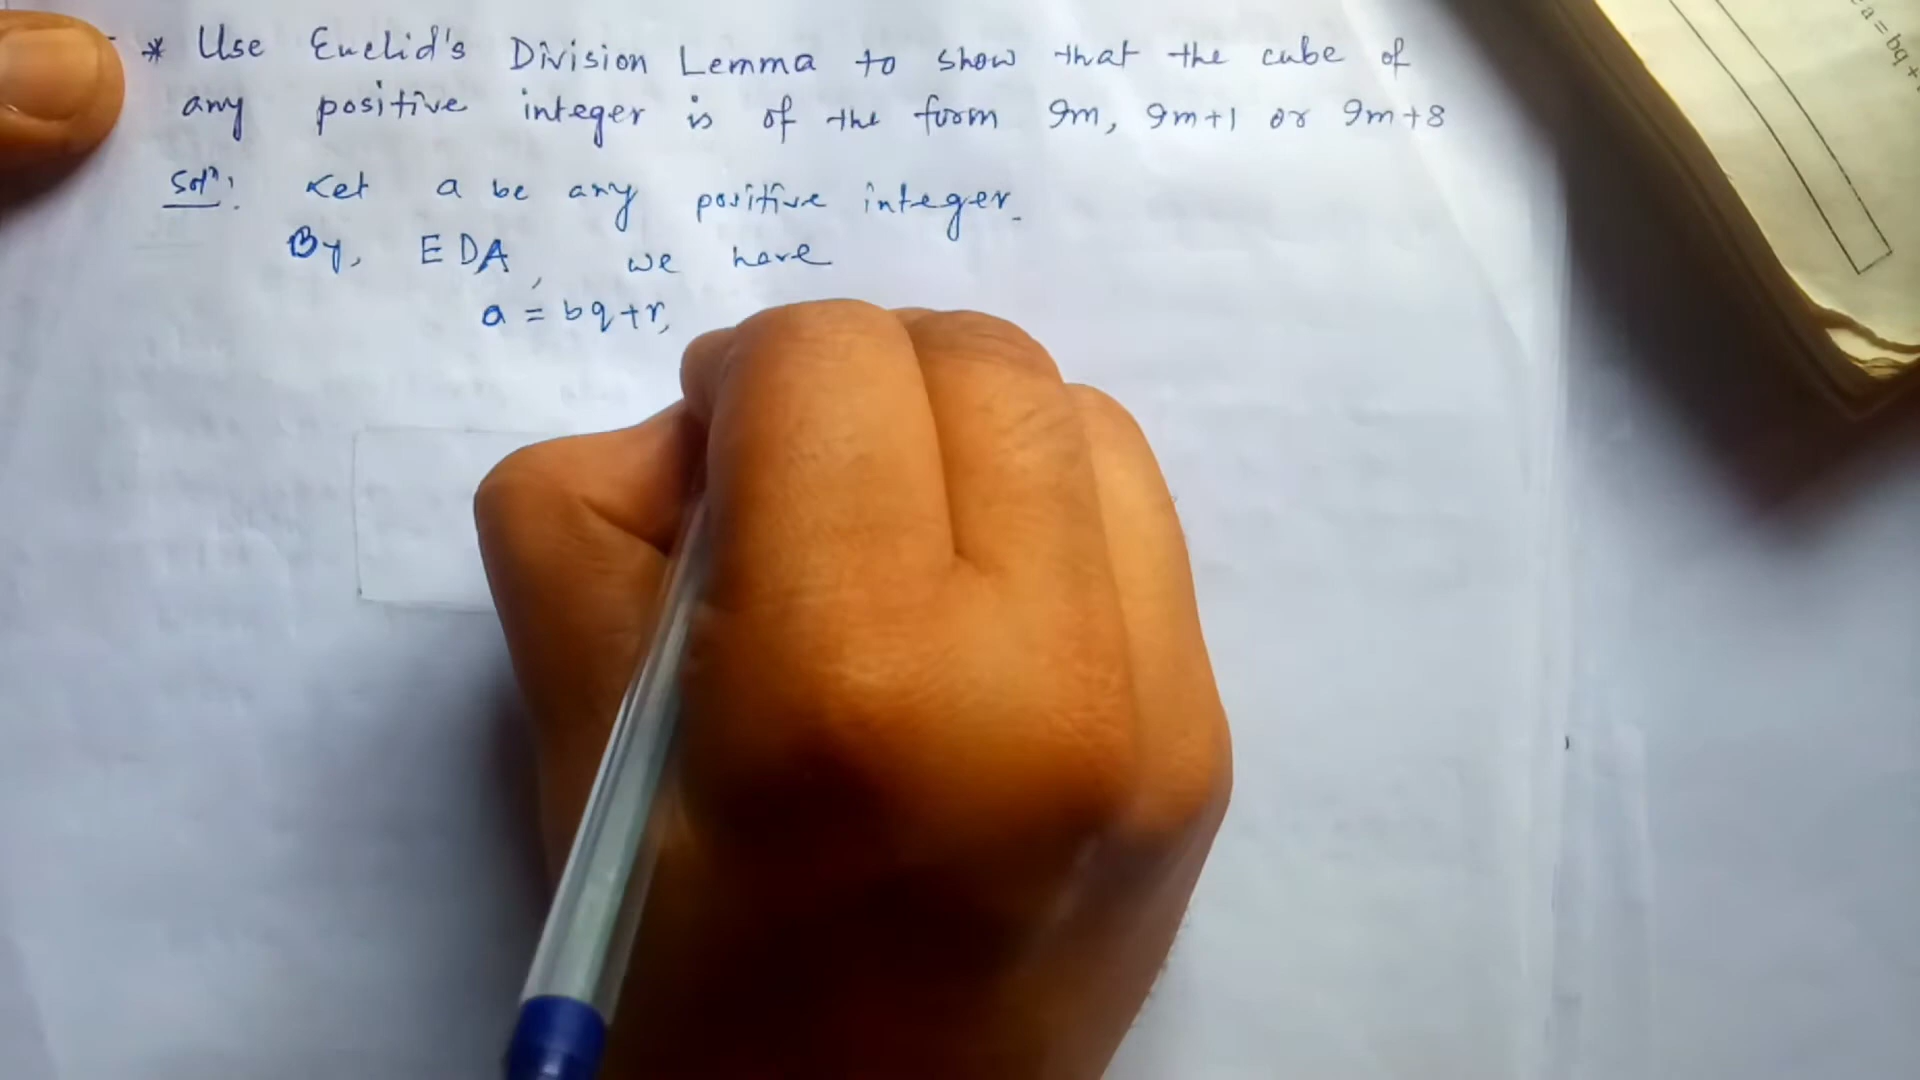 * Use Euclid's Division Lemma to show that the cube of
any positive integer is of the form 9m, 9m+1 or 9m+8
Solⁿ: Let a be any positive integer.
By, EDA, we have
a = bq+r,
a = bq +